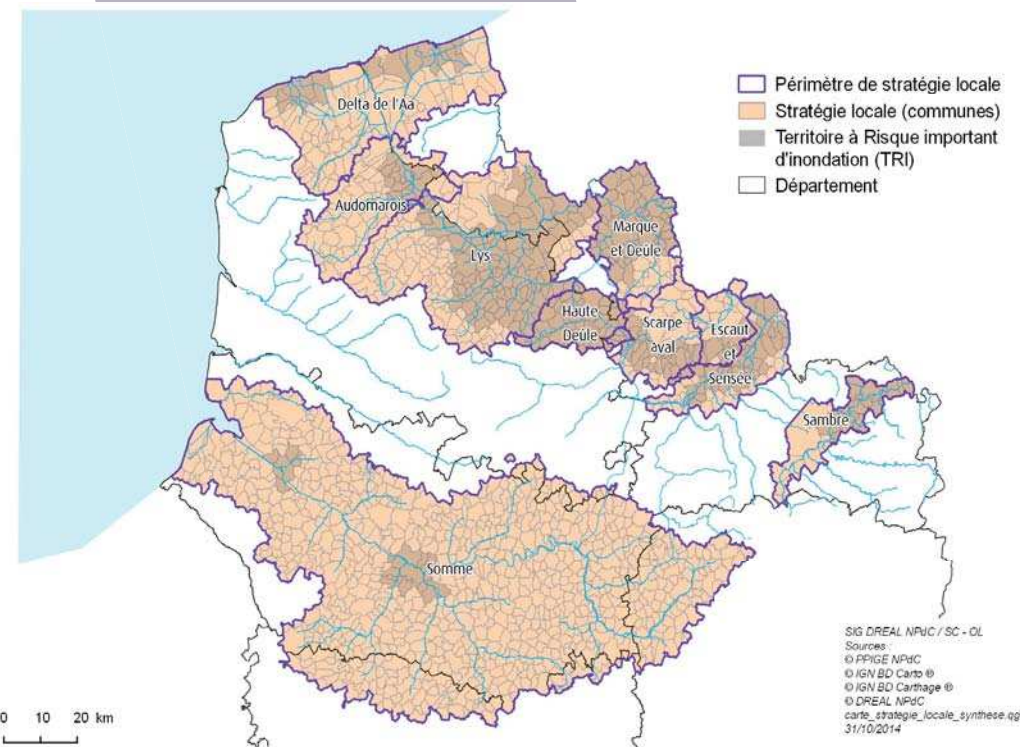 Périmètre de stratégie locale
Stratégie locale (communes)
Territoire à Risque important
d'inondation (TRI)
Département
Delta de l'Aa
Audomarois
Lys
Marque
et Deûle
Haute
Deûle
Scarpe
aval
Escaut
et
Sensée
Sambre
Somme
0 10 20 km
SIG DREAL NPdC / SC - OL
Sources :
© PPIGE NPdC
© IGN BD Carto ®
© IGN BD Carthage ®
© DREAL NPdC
carte_strategie_locale_synthese.qg
31/10/2014